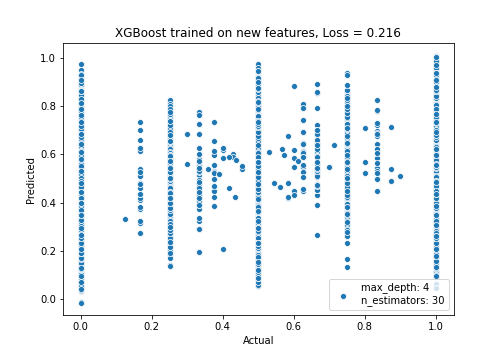 XGBoost trained on new features, Loss = 0.216
Predicted
1.0
0.8
0.6
0.4
0.2
0.0
max_depth: 4
n_estimators: 30
0.0 0.2 0.4 0.6 0.8 1.0
Actual